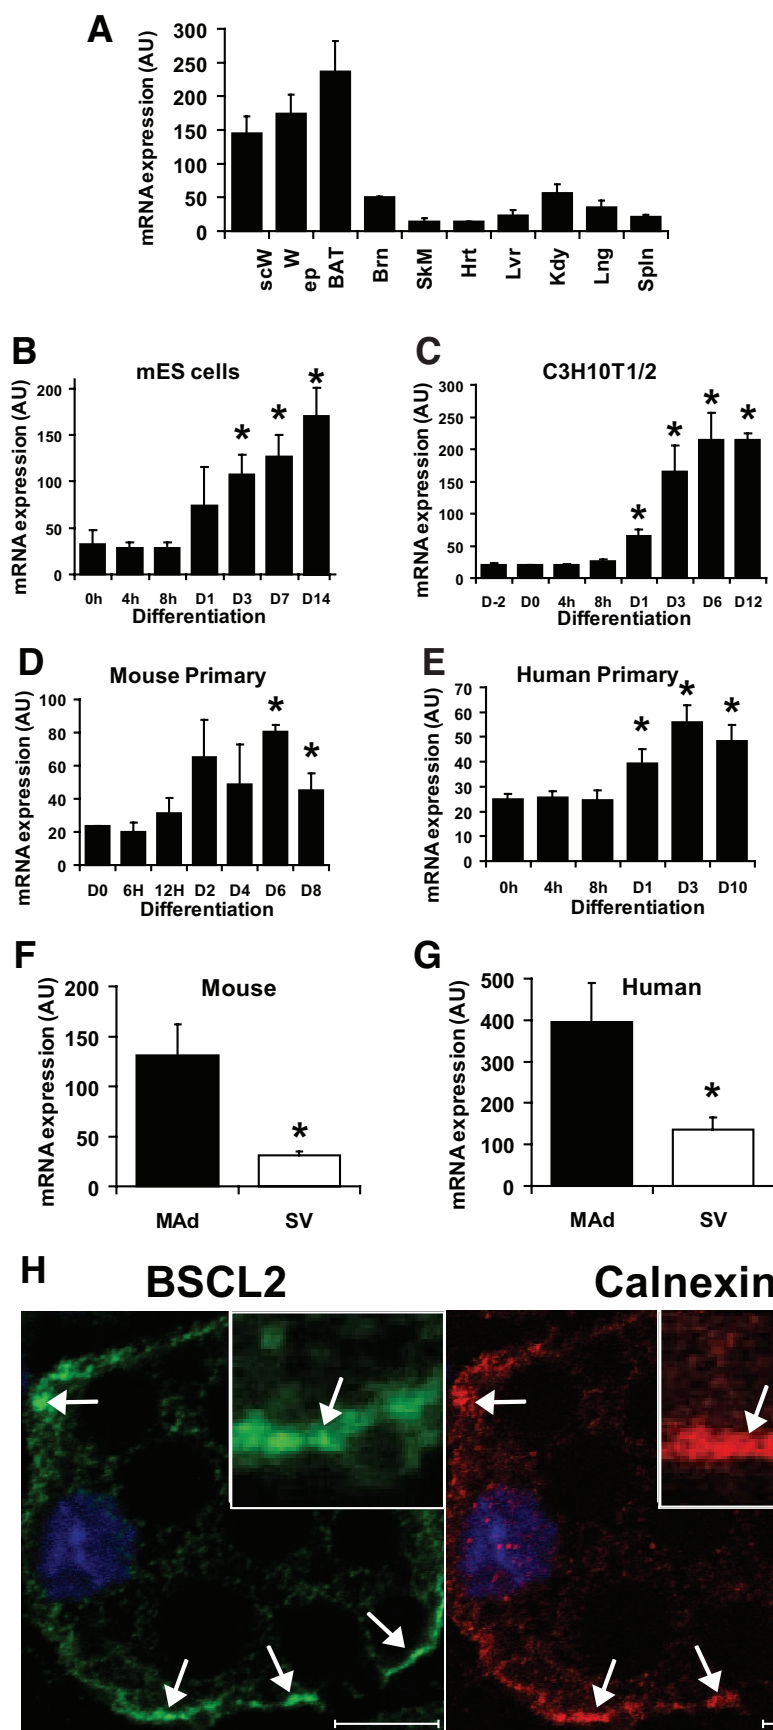 A
mRNA expression (AU)
300
250
200
150
100
50
0
scW
W
ep
BAT
Brn
SkM
Hrt
Lvr
Kdy
Lng
Spln
B
mES cells
mRNA expression (AU)
200
150
100
50
0
* * *
0h 4h 8h D1 D3 D7 D14
Differentiation
C
C3H10T1/2
mRNA expression (AU)
300
250
200
150
100
50
0
* * * *
D-2 D0 4h 8h D1 D3 D6 D12
Differentiation
D
Mouse Primary
mRNA expression (AU)
100
80
60
40
20
0
* *
D0 6H 12H D2 D4 D6 D8
Differentiation
E
Human Primary
mRNA expression (AU)
70
60
50
40
30
20
10
0
* * *
0h 4h 8h D1 D3 D10
Differentiation
F
Mouse
mRNA expression (AU)
200
150
100
50
0
*
MAd SV
G
Human
mRNA expression (AU)
500
400
300
200
100
0
*
MAd SV
H
BSCL2
Calnexin